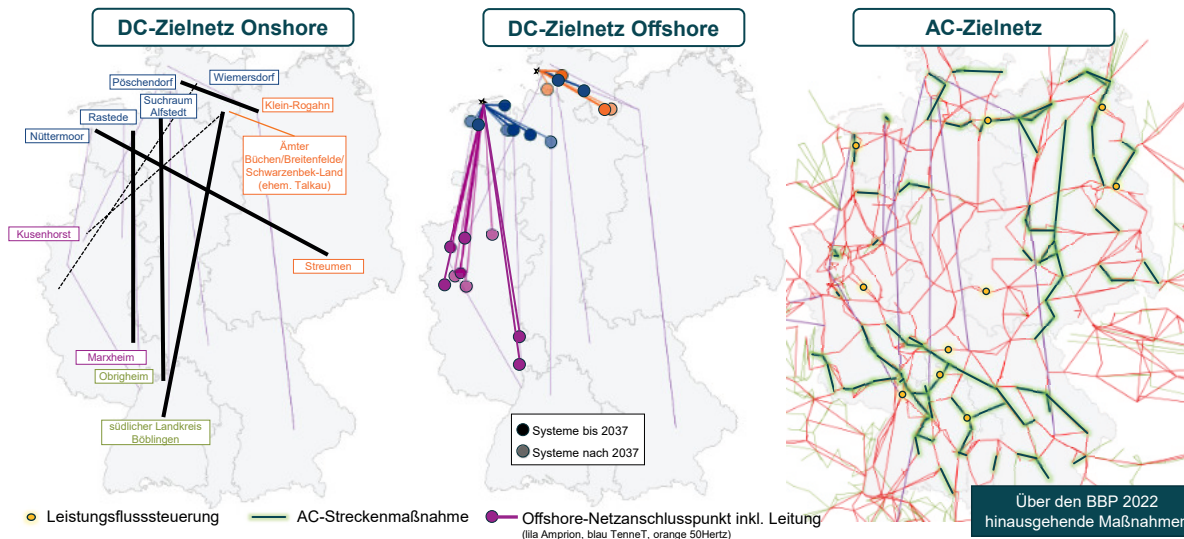 DC-Zielnetz Onshore
DC-Zielnetz Offshore
AC-Zielnetz
Pöschendorf
Wiemersdorf
Suchraum
Alfstedt
Klein-Rogahn
Rastede
Nüttermoor
Ämter
Büchen/Breitenfelde/
Schwarzenbek-Land
(ehem. Talkau)
Kusenhorst
Streumen
Marxheim
Obrigheim
südlicher Landkreis
Böblingen
Systeme bis 2037
Systeme nach 2037
Leistungsflusssteuerung
AC-Streckenmaßnahme
Offshore-Netzanschlusspunkt inkl. Leitung
(lila Amprion, blau TenneT, orange 50Hertz)
Über den BBP 2022
hinausgehende Maßnahmen